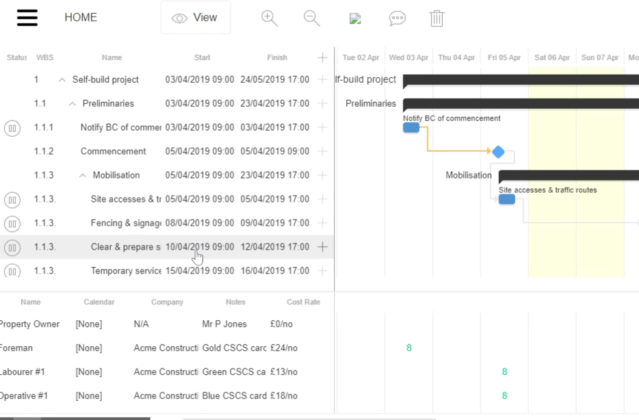 HOME View
Status WBS Name Start Finish Tue 02 Apr Wed 03 Apr Thu 04 Apr Fri 05 Apr Sat 06 Apr Sun 07 Apr Mo
1 Self-build project 03/04/2019 09:00 24/05/2019 17:00 lf-build project
1.1 Preliminaries 03/04/2019 09:00 23/04/2019 17:00 Preliminaries
Notify BC of commencement
1.1.1 Notify BC of commen 03/04/2019 09:00 03/04/2019 17:00
1.1.2 Commencement 05/04/2019 09:00 05/04/2019 09:00
1.1.3 Mobilisation 05/04/2019 09:00 23/04/2019 17:00 Mobilisation
Site accesses & traffic routes
1.1.3. Site accesses & tr 05/04/2019 09:00 05/04/2019 17:00
1.1.3. Fencing & signag 08/04/2019 09:00 09/04/2019 17:00
1.1.3. Clear & prepare s 10/04/2019 09:00 12/04/2019 17:00
1.1.3. Temporary service 15/04/2019 09:00 16/04/2019 17:00
Name Calendar Company Notes Cost Rate
Property Owner [None] N/A Mr P Jones £0/no
Foreman [None] Acme Constructi Gold CSCS carc £24/no 8
Labourer #1 [None] Acme Constructi Green CSCS ca £13/no 8
Operative #1 [None] Acme Constructi Blue CSCS card £18/no 8